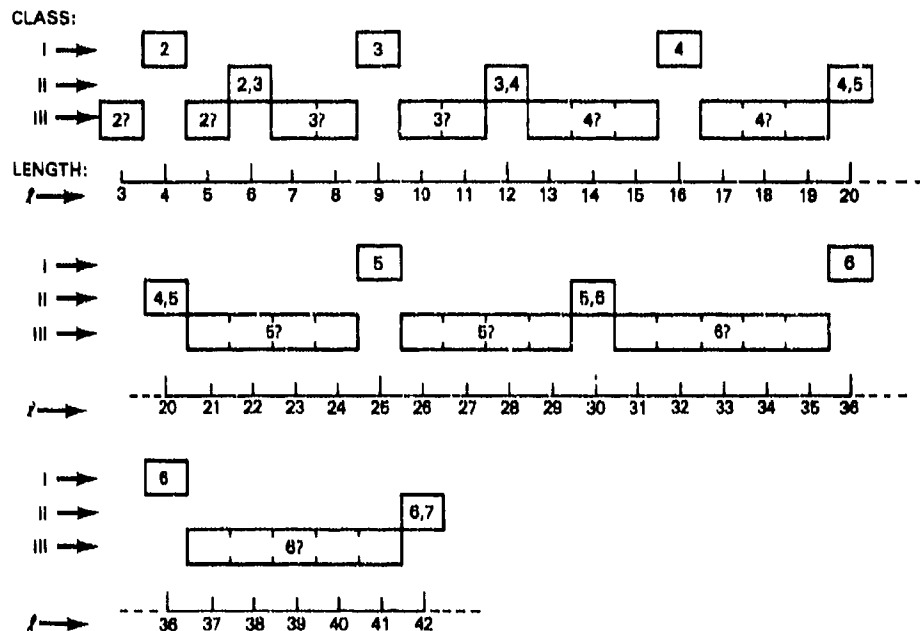 CLASS:
I 2 3 4
II 2,3 3,4 4,5
III 2? 2? 3? 3? 4? 4?
LENGTH:
ℓ 3 4 5 6 7 8 9 10 11 12 13 14 15 16 17 18 19 20
I 5 6
II 4,5 5,6
III 5? 5? 6?
ℓ 20 21 22 23 24 25 26 27 28 29 30 31 32 33 34 35 36
I 6
II 6,7
III 6?
ℓ 36 37 38 39 40 41 42